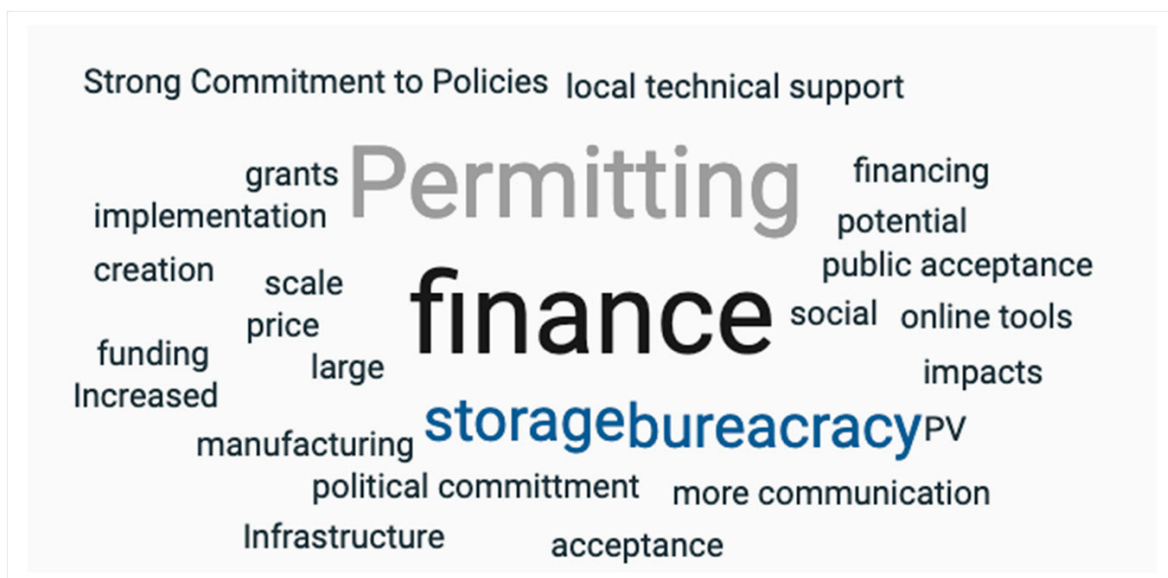 Strong Commitment to Policies local technical support
grants Permitting financing
implementation potential
creation public acceptance
scale finance social online tools
price
funding large impacts
Increased
manufacturing storage bureaucracy PV
political committment more communication
Infrastructure acceptance